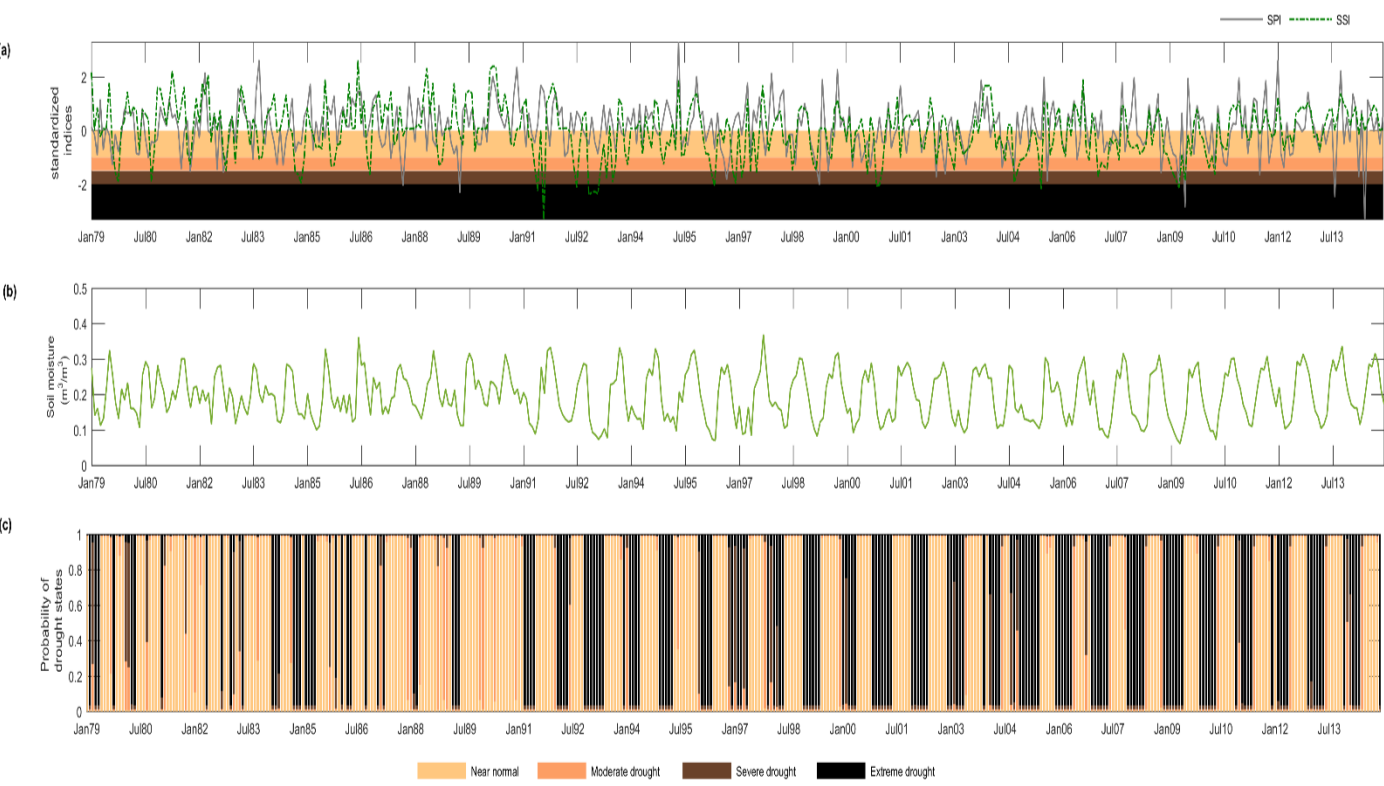 SPI SSI
(a)
standardized
indices
2
0
-2
Jan79 Jul80 Jan82 Jul83 Jan85 Jul86 Jan88 Jul89 Jan91 Jul92 Jan94 Jul95 Jan97 Jul98 Jan00 Jul01 Jan03 Jul04 Jan06 Jul07 Jan09 Jul10 Jan12 Jul13
(b)
Soil moisture
(m³/m³)
0.5
0.4
0.3
0.2
0.1
0
Jan79 Jul80 Jan82 Jul83 Jan85 Jul86 Jan88 Jul89 Jan91 Jul92 Jan94 Jul95 Jan97 Jul98 Jan00 Jul01 Jan03 Jul04 Jan06 Jul07 Jan09 Jul10 Jan12 Jul13
(c)
Probability of
drought states
1
0.8
0.6
0.4
0.2
0
Jan79 Jul80 Jan82 Jul83 Jan85 Jul86 Jan88 Jul89 Jan91 Jul92 Jan94 Jul95 Jan97 Jul98 Jan00 Jul01 Jan03 Jul04 Jan06 Jul07 Jan09 Jul10 Jan12 Jul13
Near normal Moderate drought Severe drought Extreme drought